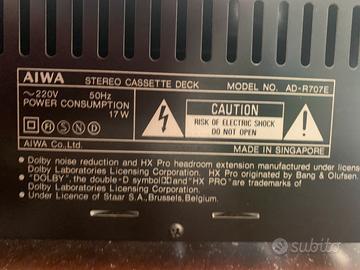 AIWA STEREO CASSETTE DECK MODEL NO. AD-R707E
~220V 50Hz
POWER CONSUMPTION
17W
CAUTION
RISK OF ELECTRIC SHOCK
DO NOT OPEN
AIWA Co., Ltd.
MADE IN SINGAPORE
● Dolby noise reduction and HX Pro headroom extension manufactured under license
Dolby Laboratories Licensing Corporation. HX Pro originated by Bang & Olufsen.
● "DOLBY", the double-D symbol and "HX PRO" are trademarks of
Dolby Laboratories Licensing Corporation.
● Under Licence of Staar S.A., Brussels, Belgium.
subito